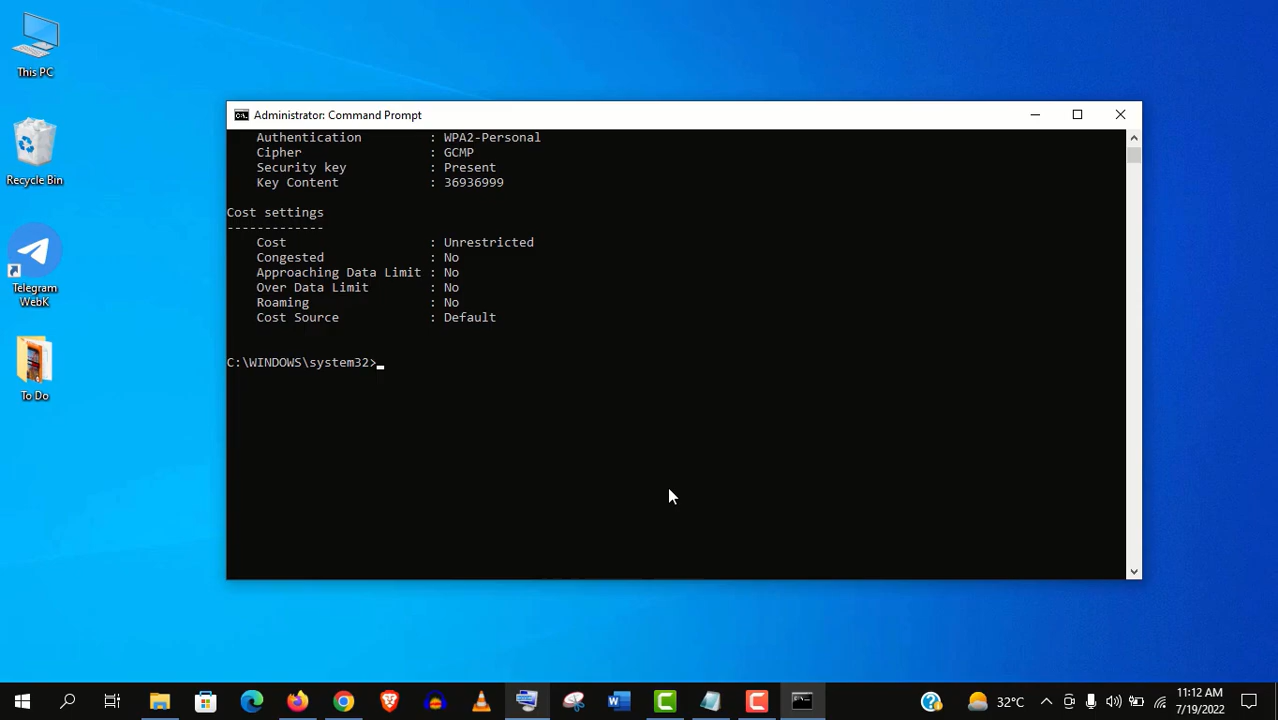 This PC
Recycle Bin
Telegram
WebK
To Do
Administrator: Command Prompt
Authentication : WPA2-Personal
Cipher : GCMP
Security key : Present
Key Content : 36936999
Cost settings
-------------
Cost : Unrestricted
Congested : No
Approaching Data Limit : No
Over Data Limit : No
Roaming : No
Cost Source : Default
C:\WINDOWS\system32>
32°C
11:12 AM
7/19/2022